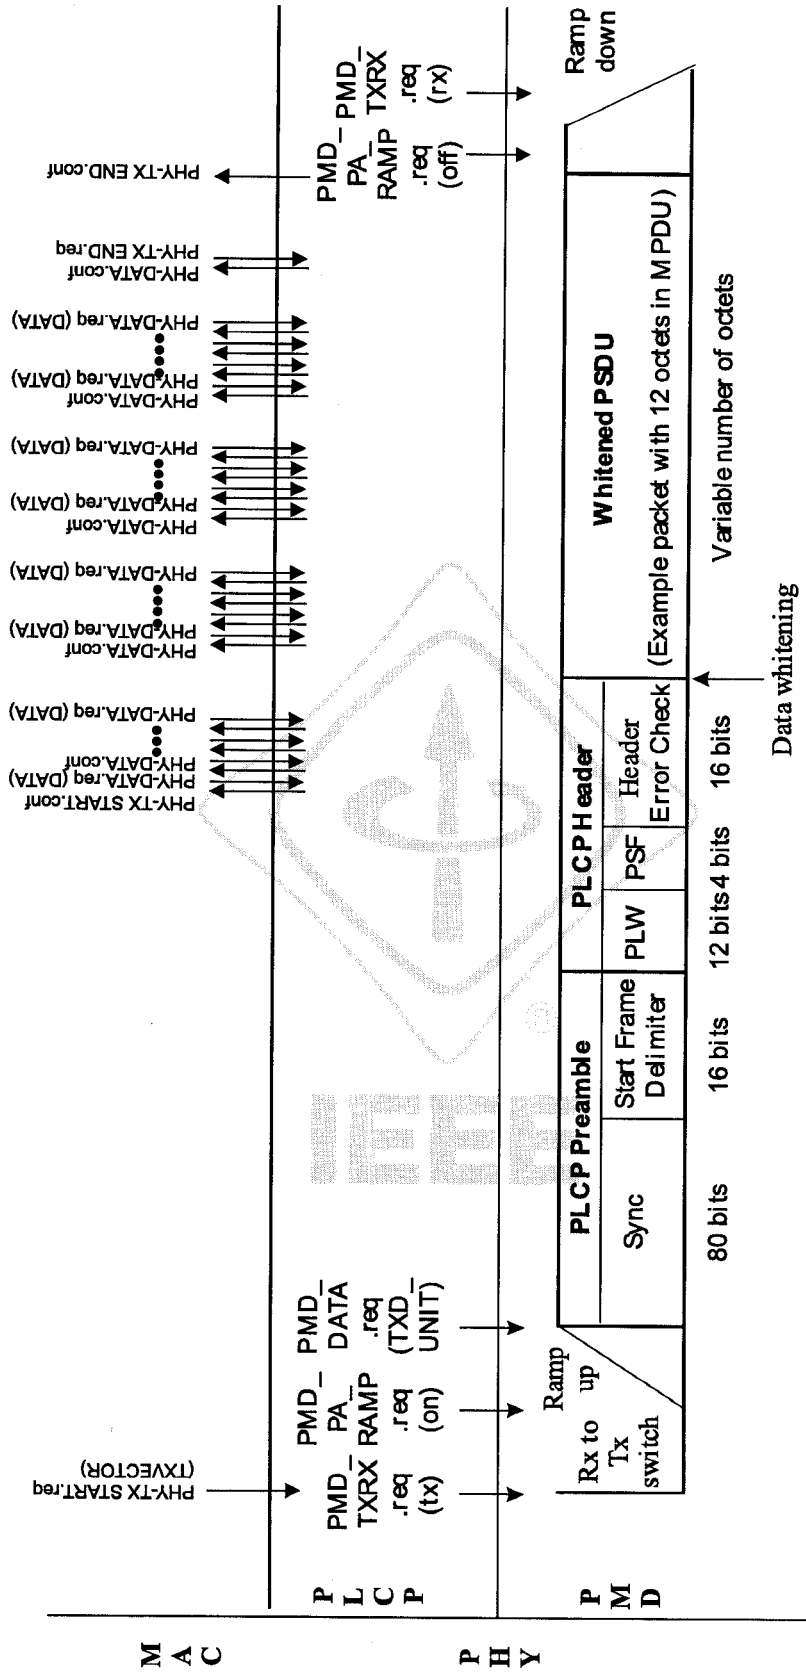 M
A
C
P
H
Y
P
L
C
P
P
M
D
PHY-TX START.req
(TXVECTOR)
PHY-TX START.conf
PHY-DATA.req (DATA)
PHY-DATA.conf
PHY-DATA.req (DATA)
PHY-DATA.conf
PHY-DATA.req (DATA)
PHY-DATA.req (DATA)
PHY-DATA.conf
PHY-DATA.req (DATA)
PHY-DATA.req (DATA)
PHY-DATA.conf
PHY-DATA.req (DATA)
PHY-DATA.req (DATA)
PHY-DATA.conf
PHY-TX END.req
PHY-TX END.conf
PMD_
TXRX
.req
(tx)
PMD_
PA_
RAMP
.req
(on)
PMD_
DATA
.req
(TXD_
UNIT)
PMD_
PA_
RAMP
.req
(off)
PMD_
TXRX
.req
(rx)
Rx to
Tx
switch
Ramp
up
PLCP Preamble
Sync
Start Frame
Delimiter
PLCP Header
PLW
PSF
Header
Error Check
Whitened PSDU
(Example packet with 12 octets in MPDU)
Ramp
down
80 bits
16 bits
12 bits
4 bits
16 bits
Variable number of octets
Data whitening
IEEE